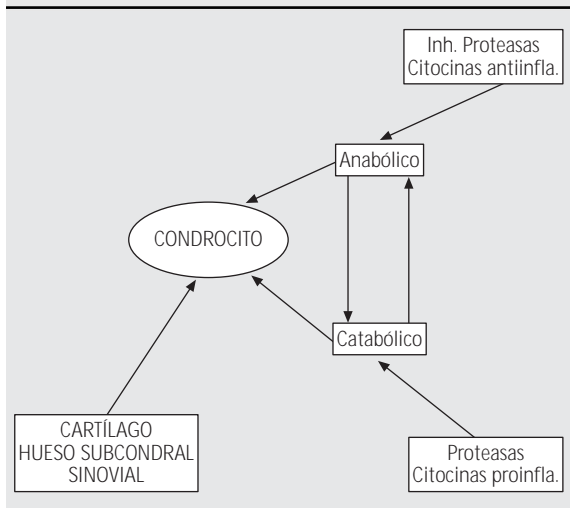 Inh. Proteasas
Citocinas antiinfla.
Anabólico
CONDROCITO
Catabólico
CARTÍLAGO
HUESO SUBCONDRAL
SINOVIAL
Proteasas
Citocinas proinfla.